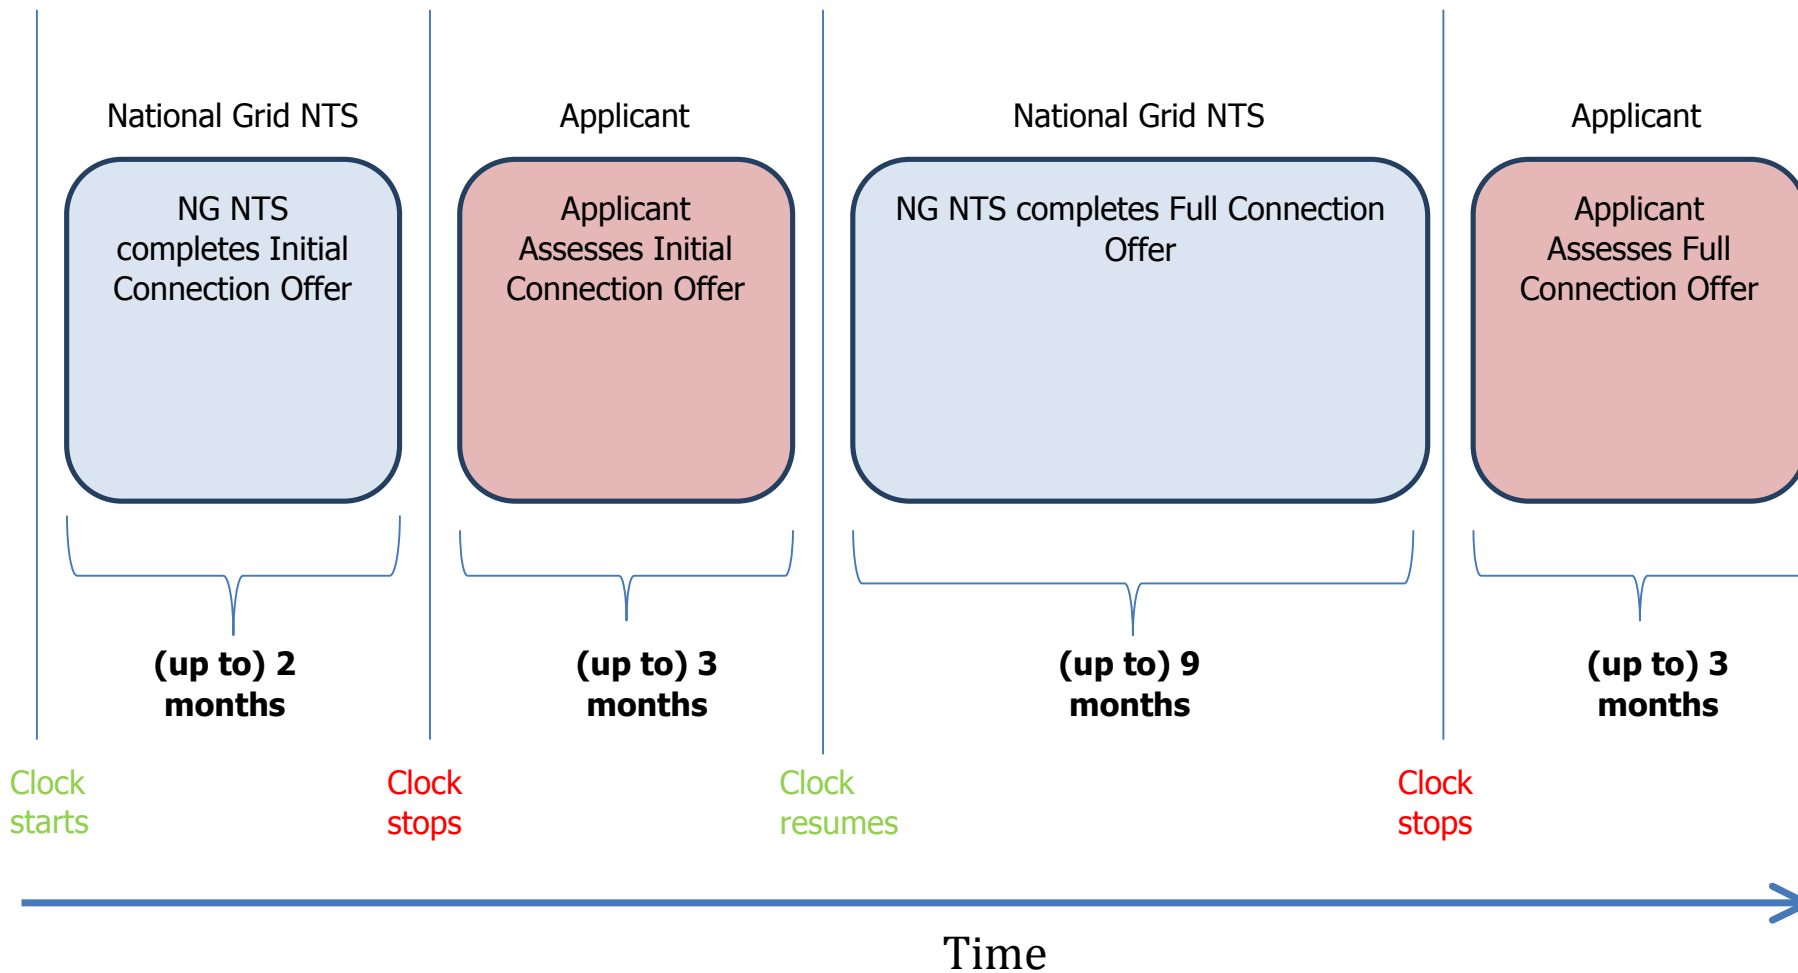 National Grid NTS
Applicant
National Grid NTS
Applicant
NG NTS
completes Initial
Connection Offer
Applicant
Assesses Initial
Connection Offer
NG NTS completes Full Connection
Offer
Applicant
Assesses Full
Connection Offer
(up to) 2
months
(up to) 3
months
(up to) 9
months
(up to) 3
months
Clock
starts
Clock
stops
Clock
resumes
Clock
stops
Time